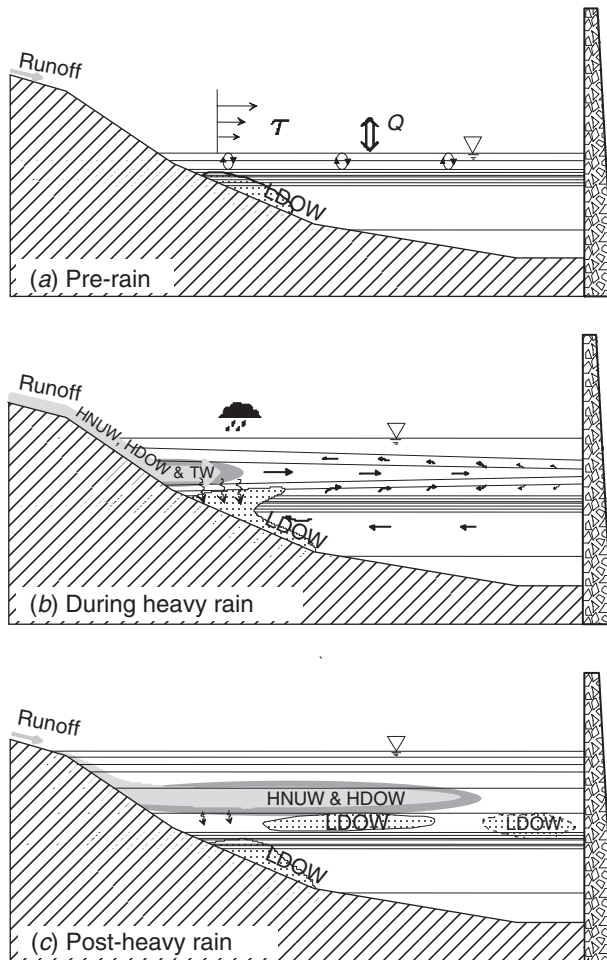 Runoff
𝒯 Q
LDOW
(a) Pre-rain
Runoff
HNUW, HDOW & TW
LDOW
(b) During heavy rain
Runoff
HNUW & HDOW
LDOW LDOW
LDOW
(c) Post-heavy rain